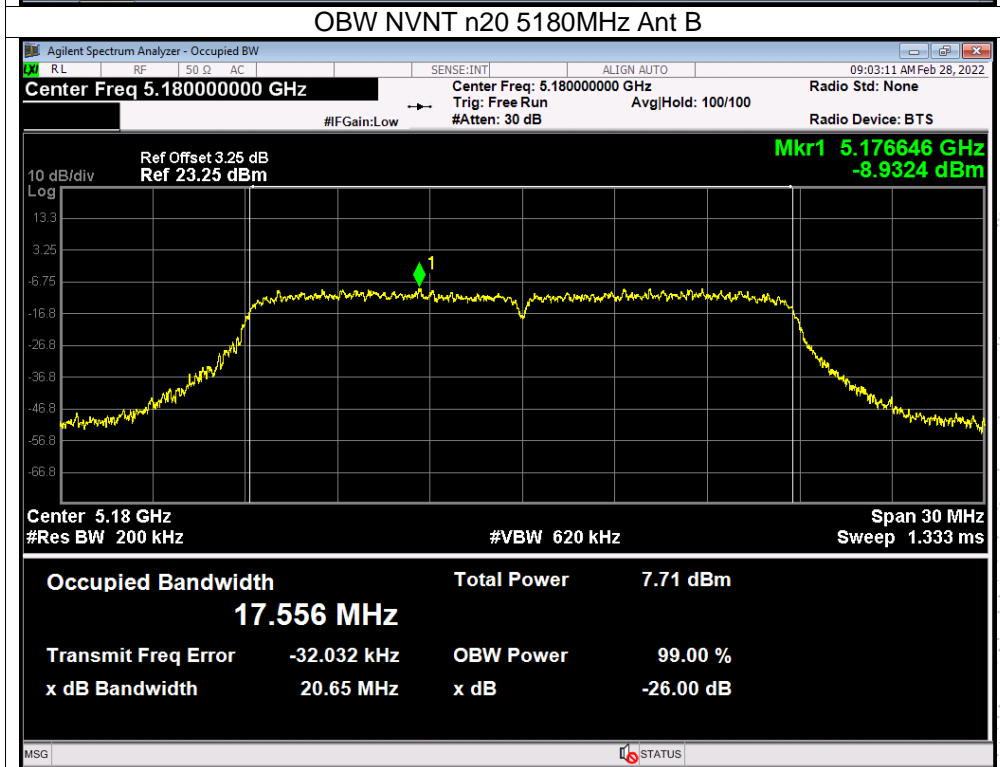 OBW NVNT n20 5180MHz Ant B
Agilent Spectrum Analyzer - Occupied BW
LXI RL RF 50 Ω AC SENSE:INT ALIGN AUTO 09:03:11 AM Feb 28, 2022
Center Freq 5.180000000 GHz Center Freq: 5.180000000 GHz Radio Std: None
Trig: Free Run Avg|Hold: 100/100
#IFGain:Low #Atten: 30 dB Radio Device: BTS
Mkr1 5.176646 GHz
-8.9324 dBm
Ref Offset 3.25 dB
10 dB/div Ref 23.25 dBm
Log
13.3
3.25
1
-6.75
-16.8
-26.8
-36.8
-46.8
-56.8
-66.8
Center 5.18 GHz Span 30 MHz
#Res BW 200 kHz #VBW 620 kHz Sweep 1.333 ms
Occupied Bandwidth Total Power 7.71 dBm
17.556 MHz
Transmit Freq Error -32.032 kHz OBW Power 99.00 %
x dB Bandwidth 20.65 MHz x dB -26.00 dB
MSG STATUS